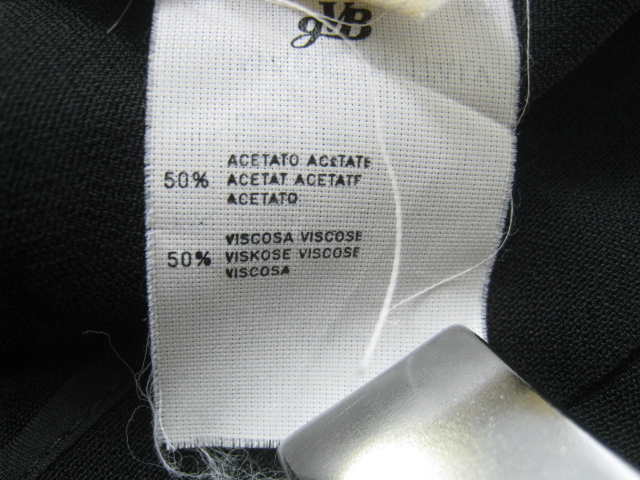 50% ACETATO ACETATE
ACETAT ACETATE
ACETATO
50% VISCOSA VISCOSE
VISKOSE VISCOSE
VISCOSA